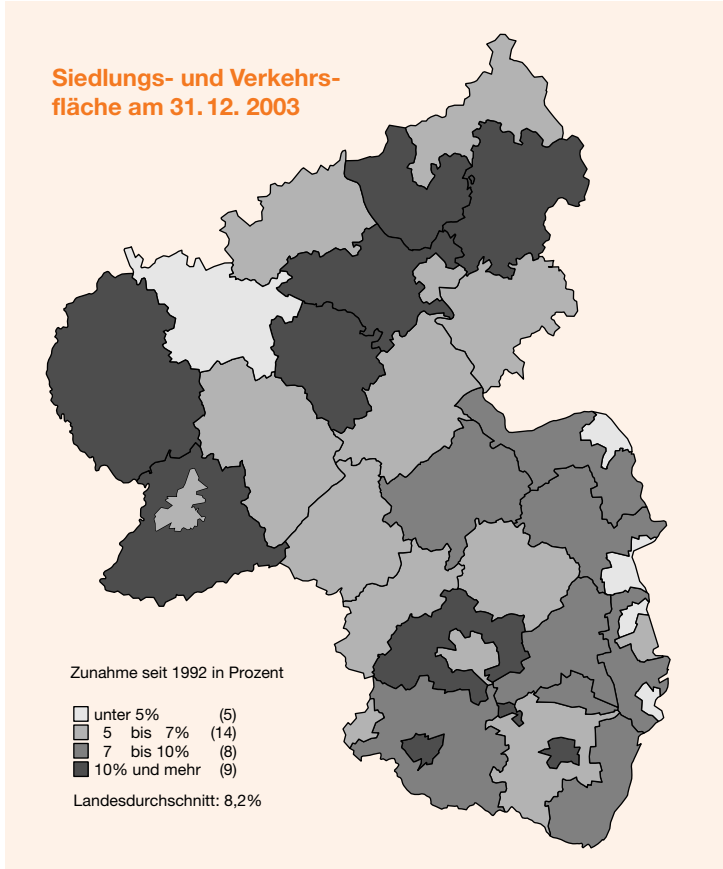 Siedlungs- und Verkehrs-
fläche am 31. 12. 2003
Zunahme seit 1992 in Prozent
unter 5% (5)
5 bis 7% (14)
7 bis 10% (8)
10% und mehr (9)
Landesdurchschnitt: 8,2%